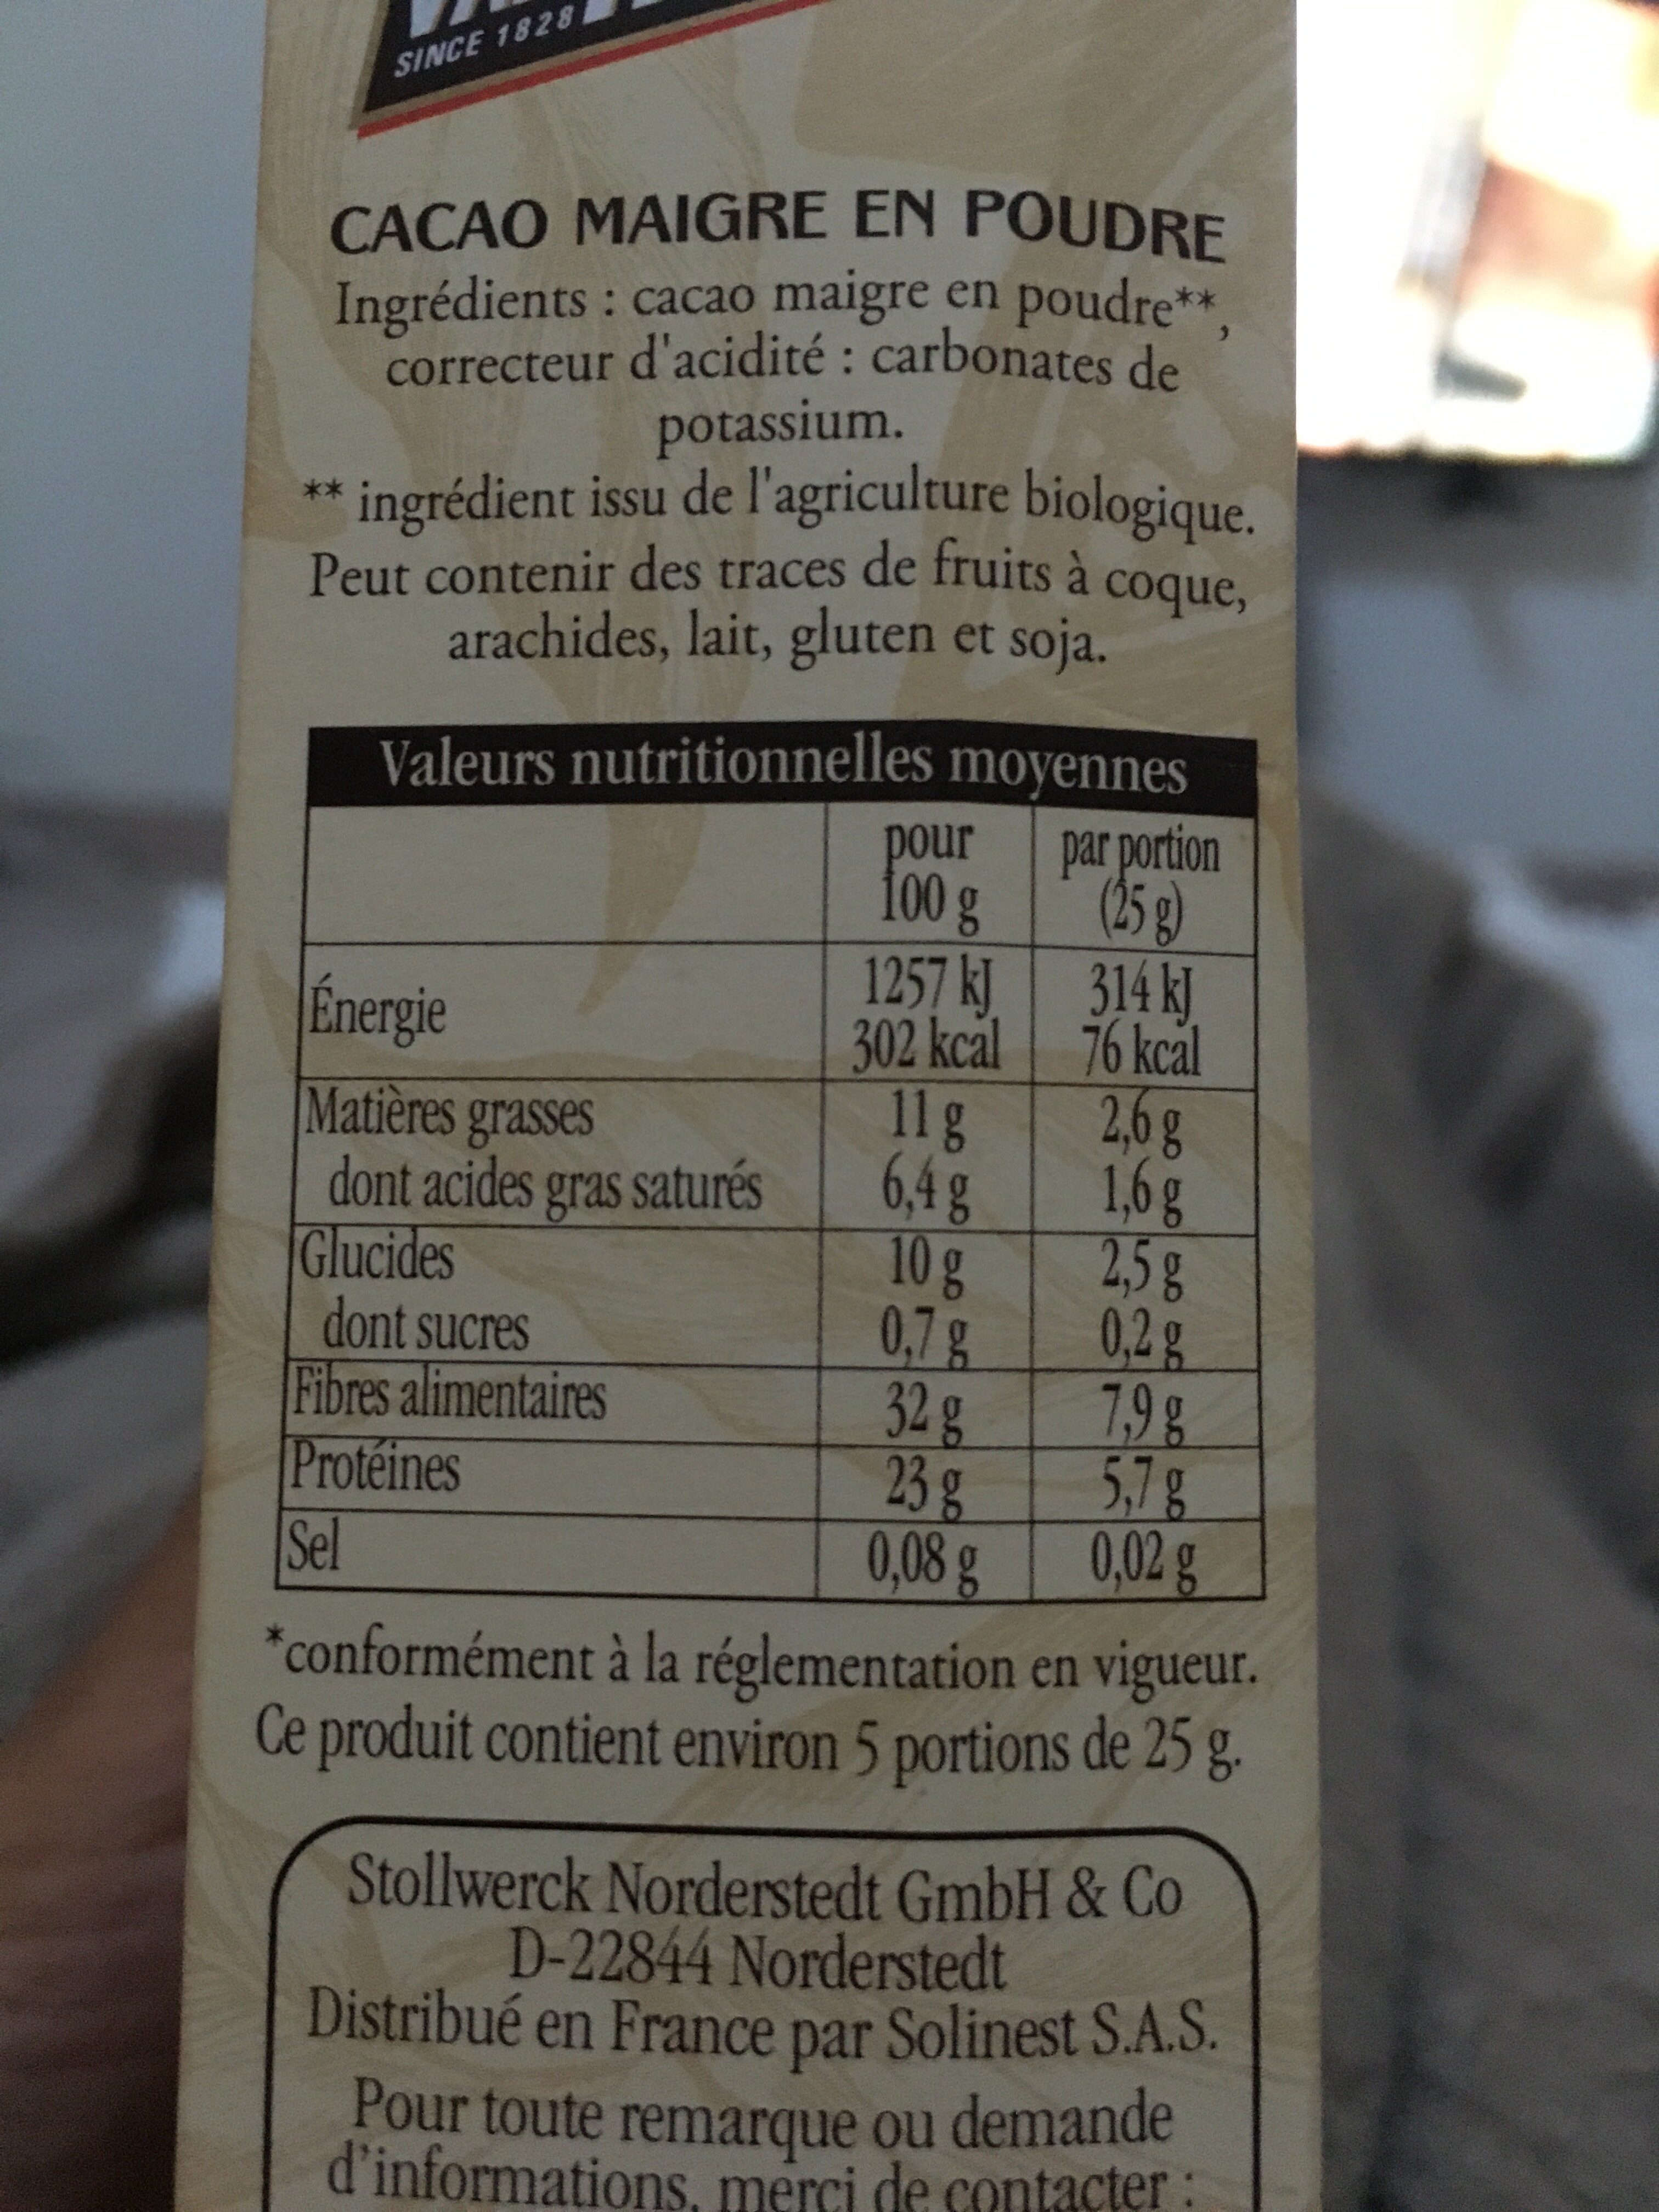 SINCE 1828
CACAO MAIGRE EN POUDRE
Ingrédients : cacao maigre en poudre**,
correcteur d'acidité : carbonates de
potassium.
** ingrédient issu de l'agriculture biologique.
Peut contenir des traces de fruits à coque,
arachides, lait, gluten et soja.
Valeurs nutritionnelles moyennes
pour 100 g par portion (25 g)
Énergie 1257 kJ 302 kcal 314 kJ 76 kcal
Matières grasses 11 g 2,6 g
dont acides gras saturés 6,4 g 1,6 g
Glucides 10 g 2,5 g
dont sucres 0,7 g 0,2 g
Fibres alimentaires 32 g 7,9 g
Protéines 23 g 5,7 g
Sel 0,08 g 0,02 g
*conformément à la réglementation en vigueur.
Ce produit contient environ 5 portions de 25 g.
Stollwerck Norderstedt GmbH & Co
D-22844 Norderstedt
Distribué en France par Solinest S.A.S.
Pour toute remarque ou demande
d'informations, merci de contacter :